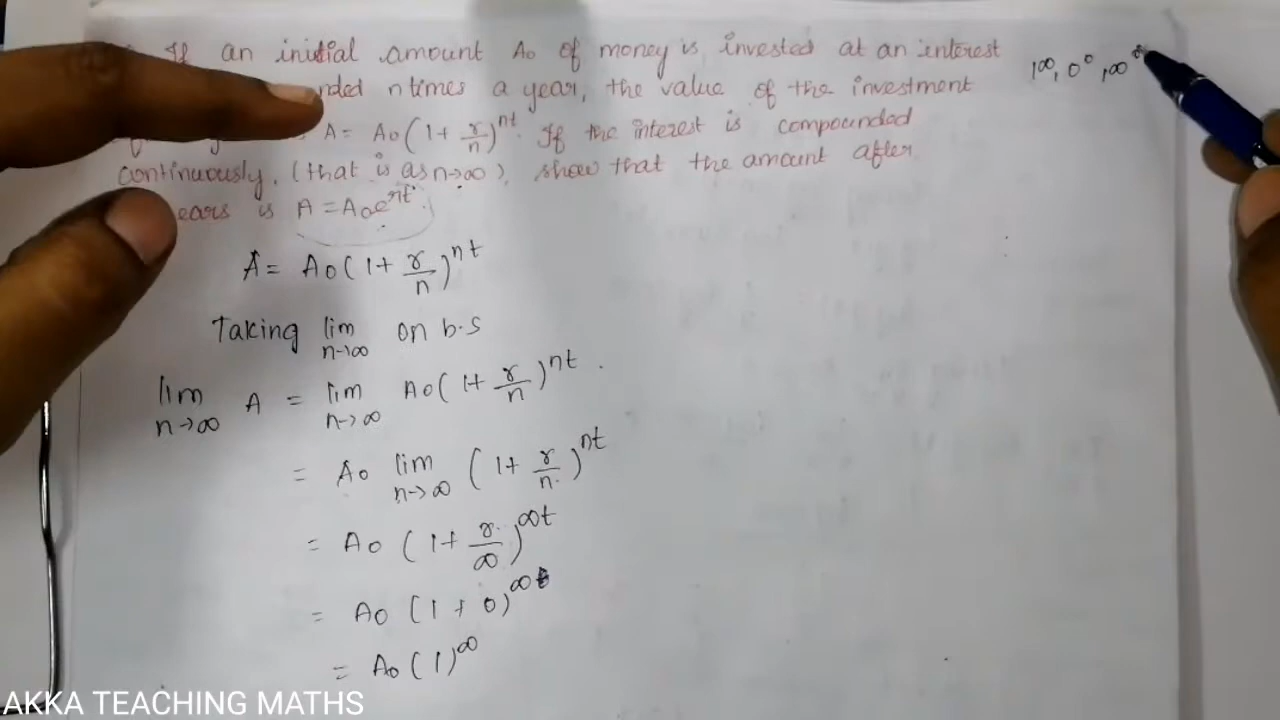 If an initial amount A₀ of money is invested at an interest
nded n times a year, the value of the investment
A = A₀(1 + r/n)^nt. If the interest is compounded
continuously, (that is as n→∞), show that the amount after
ears is A = A₀e^rt.
1^∞, 0⁰, ∞
A = A₀(1 + r/n)^nt
Taking lim n→∞ on b.s
lim n→∞ A = lim n→∞ A₀(1 + r/n)^nt.
= A₀ lim n→∞ (1 + r/n)^nt
= A₀ (1 + r/∞)^∞t
= A₀ (1 + 0)^∞
= A₀ (1)^∞
AKKA TEACHING MATHS